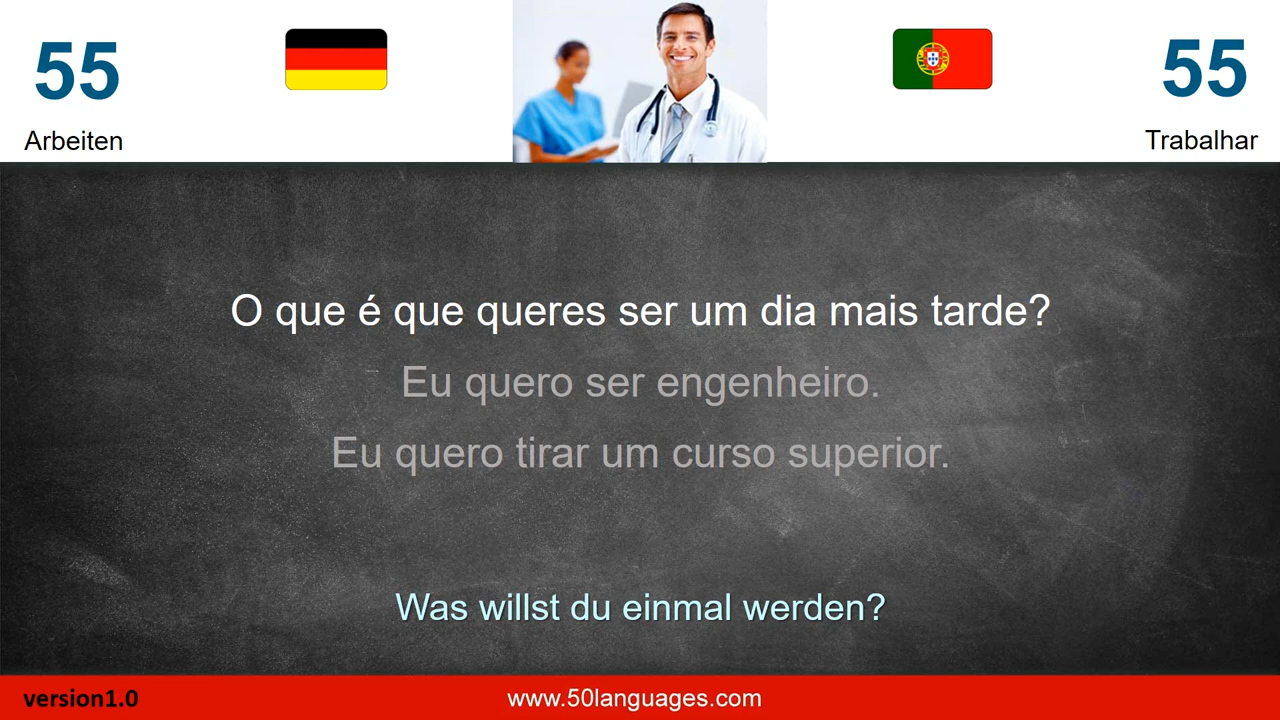 55
55
Arbeiten
Trabalhar
O que é que queres ser um dia mais tarde?
Eu quero ser engenheiro.
Eu quero tirar um curso superior.
Was willst du einmal werden?
version1.0
www.50languages.com